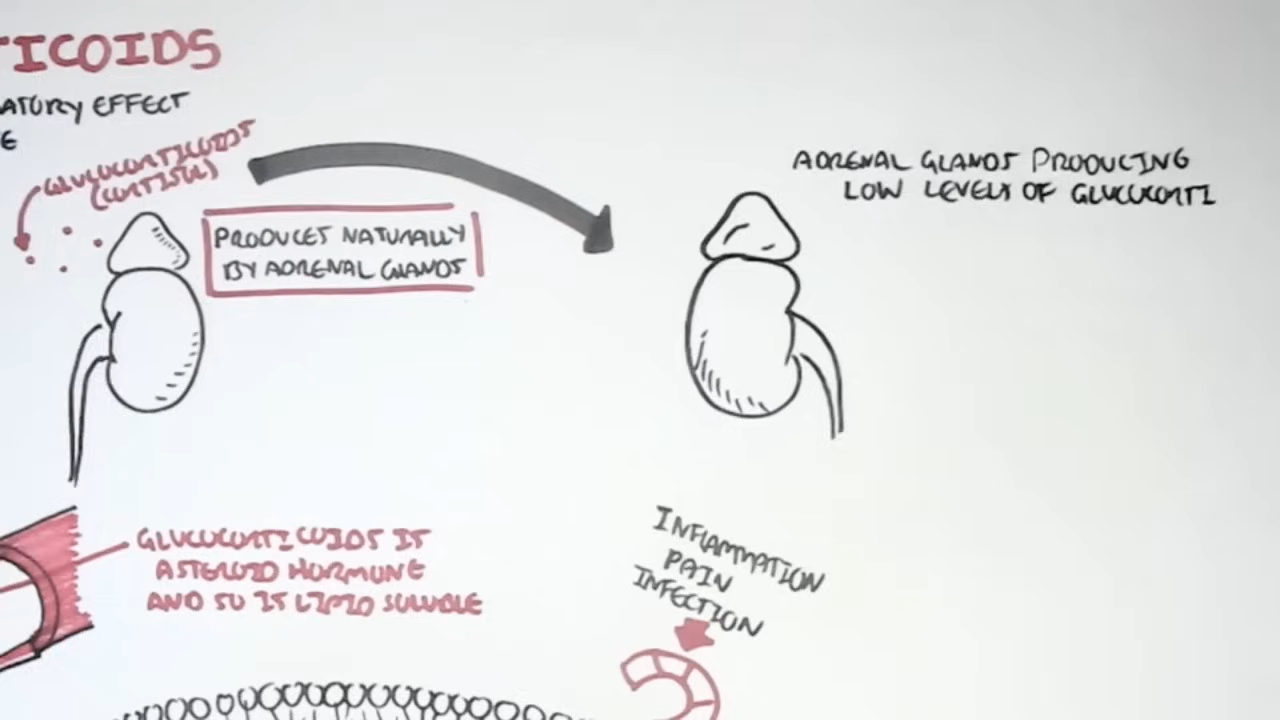 TICOIDS
ATORY EFFECT
E
GLUCOCORTICOIDS
(CORTISOL)
PRODUCES NATURALLY
BY ADRENAL GLANDS
ADRENAL GLANDS PRODUCING
LOW LEVELS OF GLUCOCORTI
GLUCOCORTICOIDS IS
A STEROID HORMONE
AND SO IS LIPID SOLUBLE
INFLAMMATION
PAIN
INFECTION